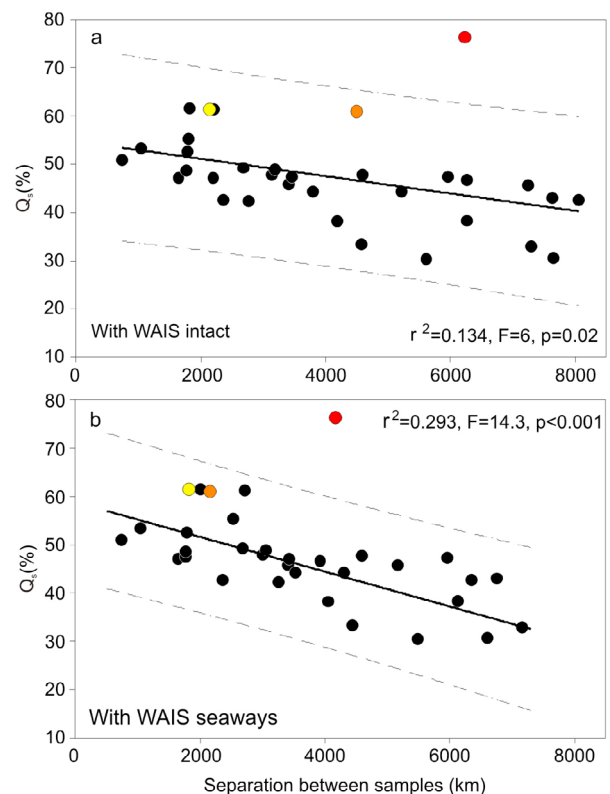 a
80
70
60
50
40
30
20
10
Qs(%)
With WAIS intact
r ²=0.134, F=6, p=0.02
0 2000 4000 6000 8000
b
r²=0.293, F=14.3, p<0.001
80
70
60
50
40
30
20
10
Qs(%)
With WAIS seaways
0 2000 4000 6000 8000
Separation between samples (km)